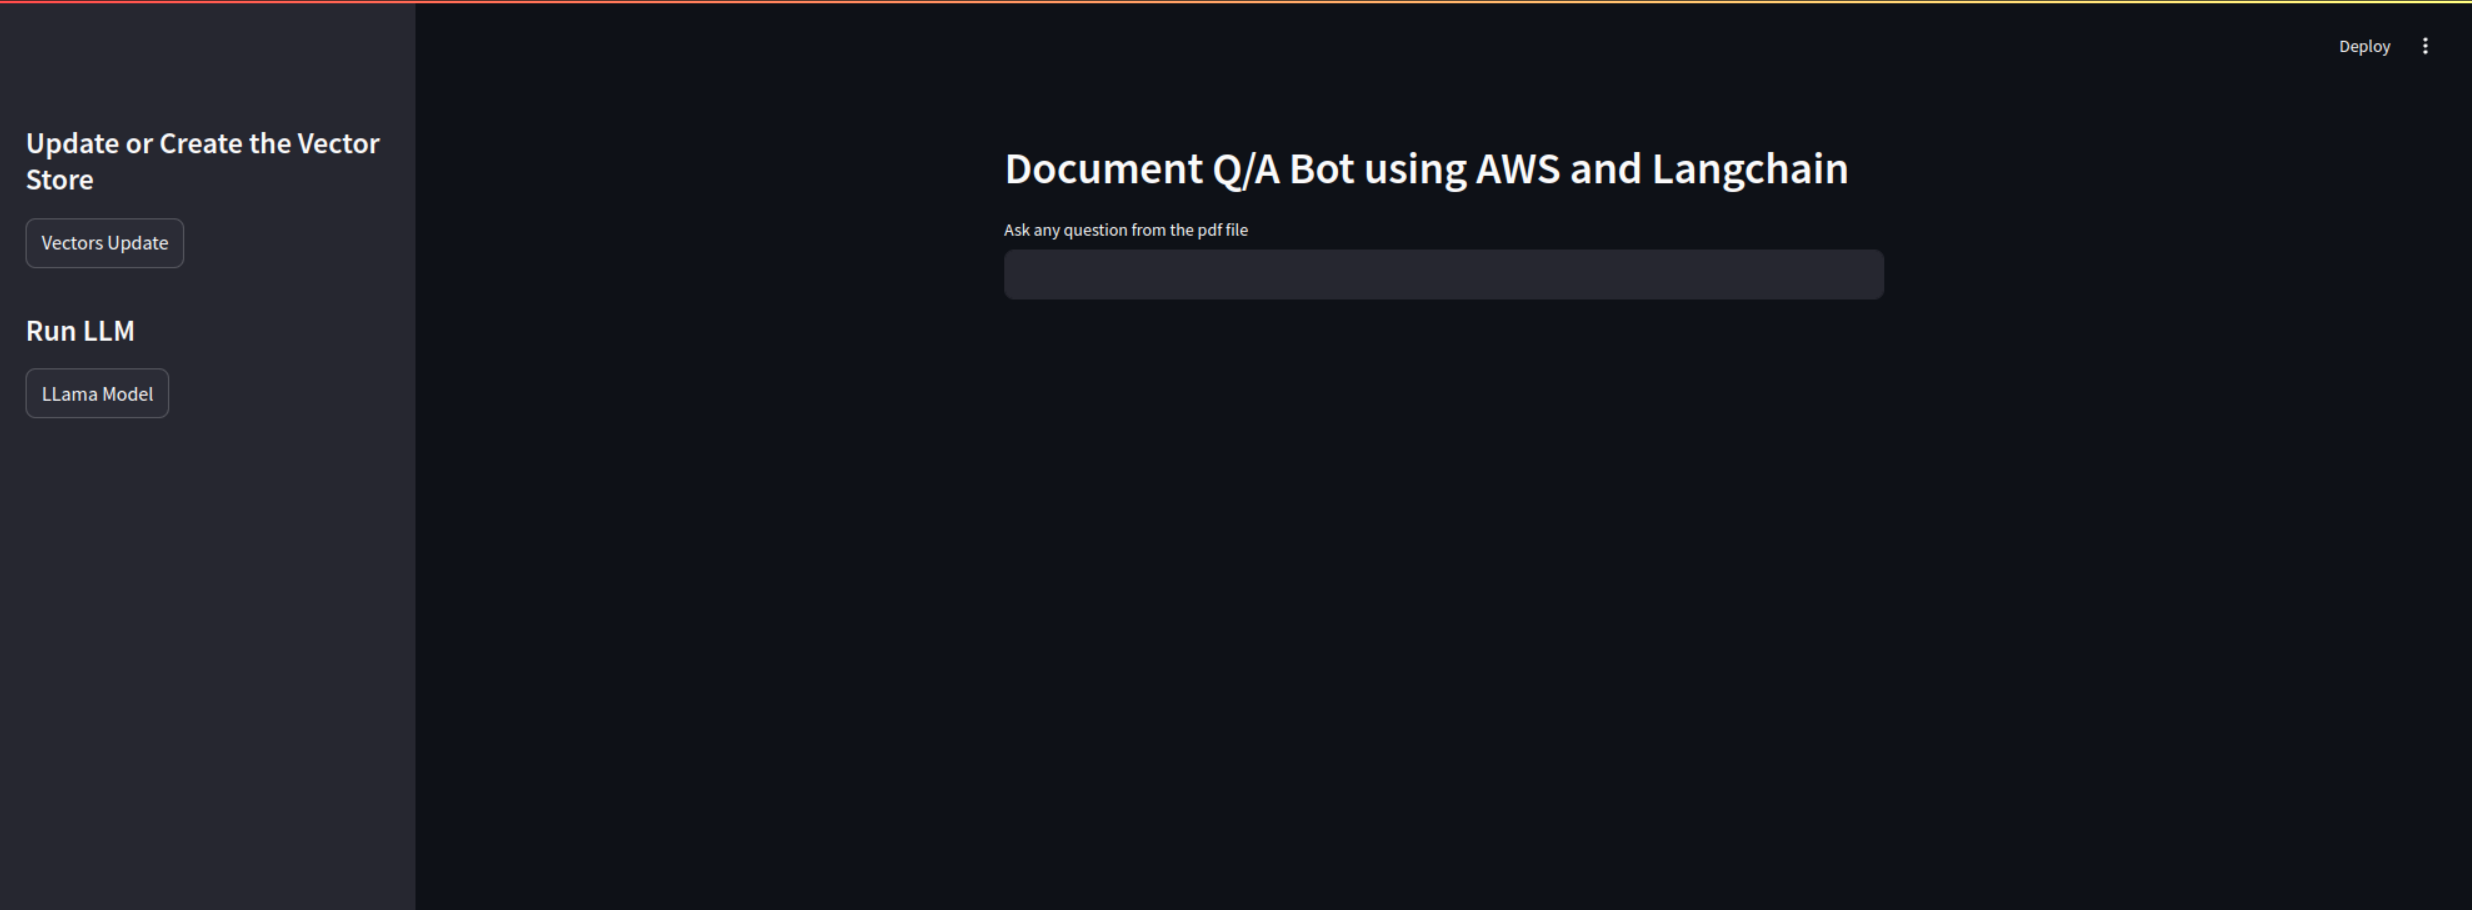 Deploy
Update or Create the Vector
Store
Vectors Update
Run LLM
LLama Model
Document Q/A Bot using AWS and Langchain
Ask any question from the pdf file